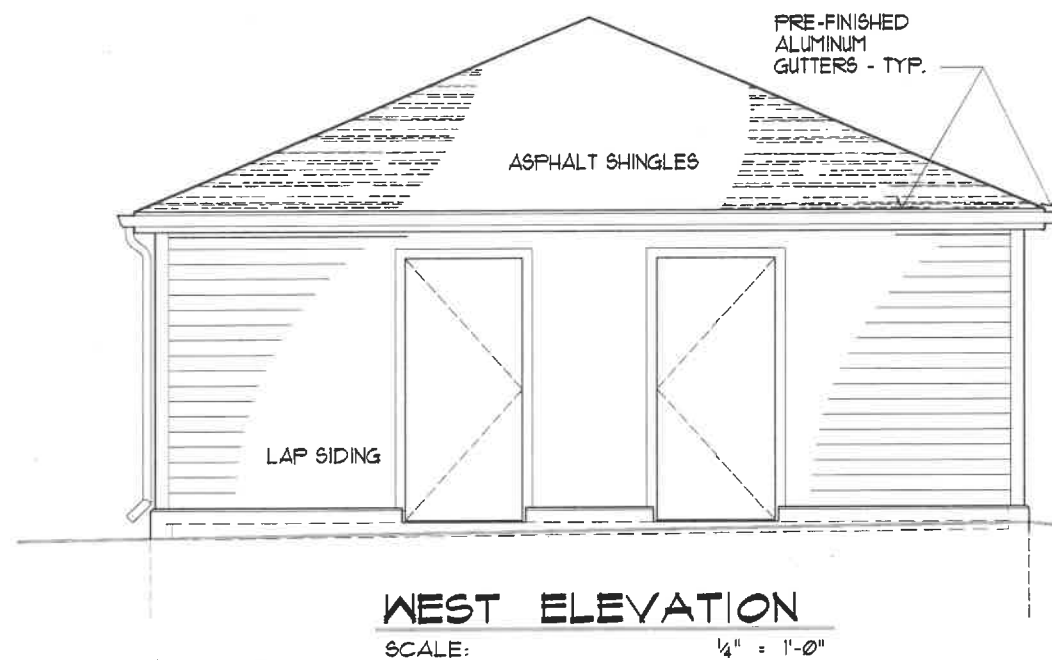 PRE-FINISHED
ALUMINUM
GUTTERS - TYP.
ASPHALT SHINGLES
LAP SIDING
WEST ELEVATION
SCALE: 1/4" = 1'-0"